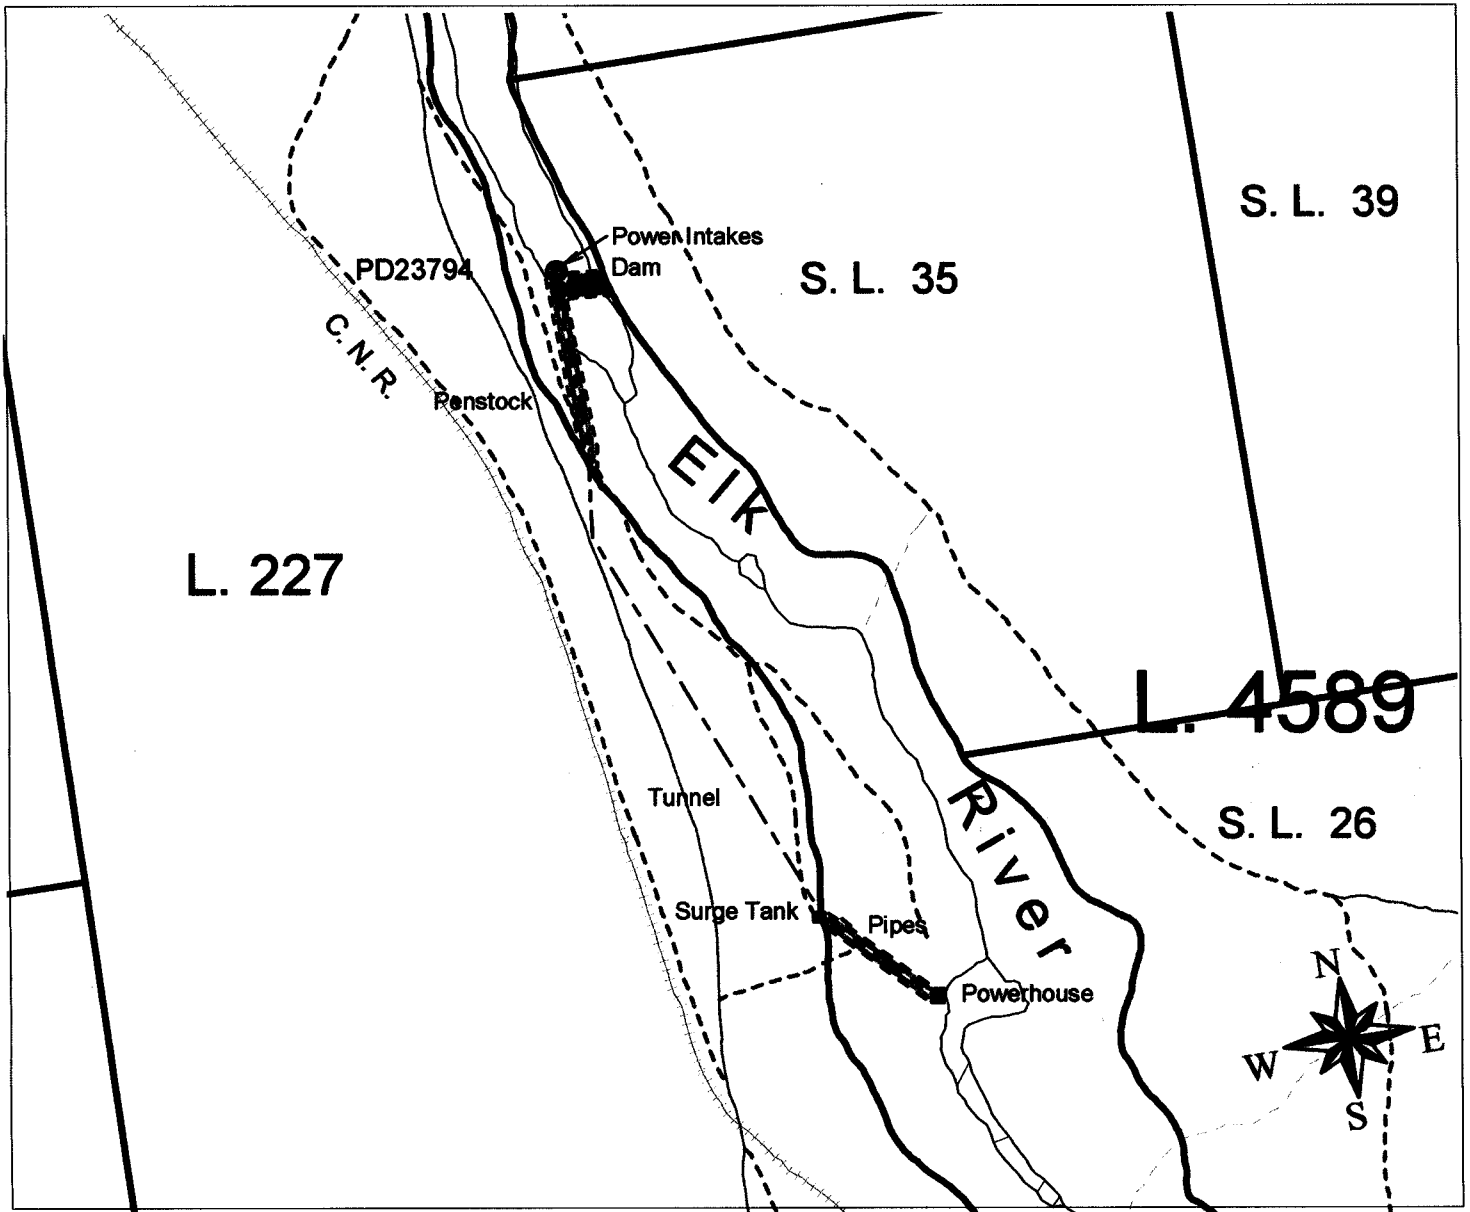 S. L. 39
Power Intakes
Dam
PD23794
S. L. 35
C. N. R.
Penstock
Elk
L. 227
L. 4589
Tunnel
River
S. L. 26
Surge Tank
Pipes
Powerhouse
N
W
E
S